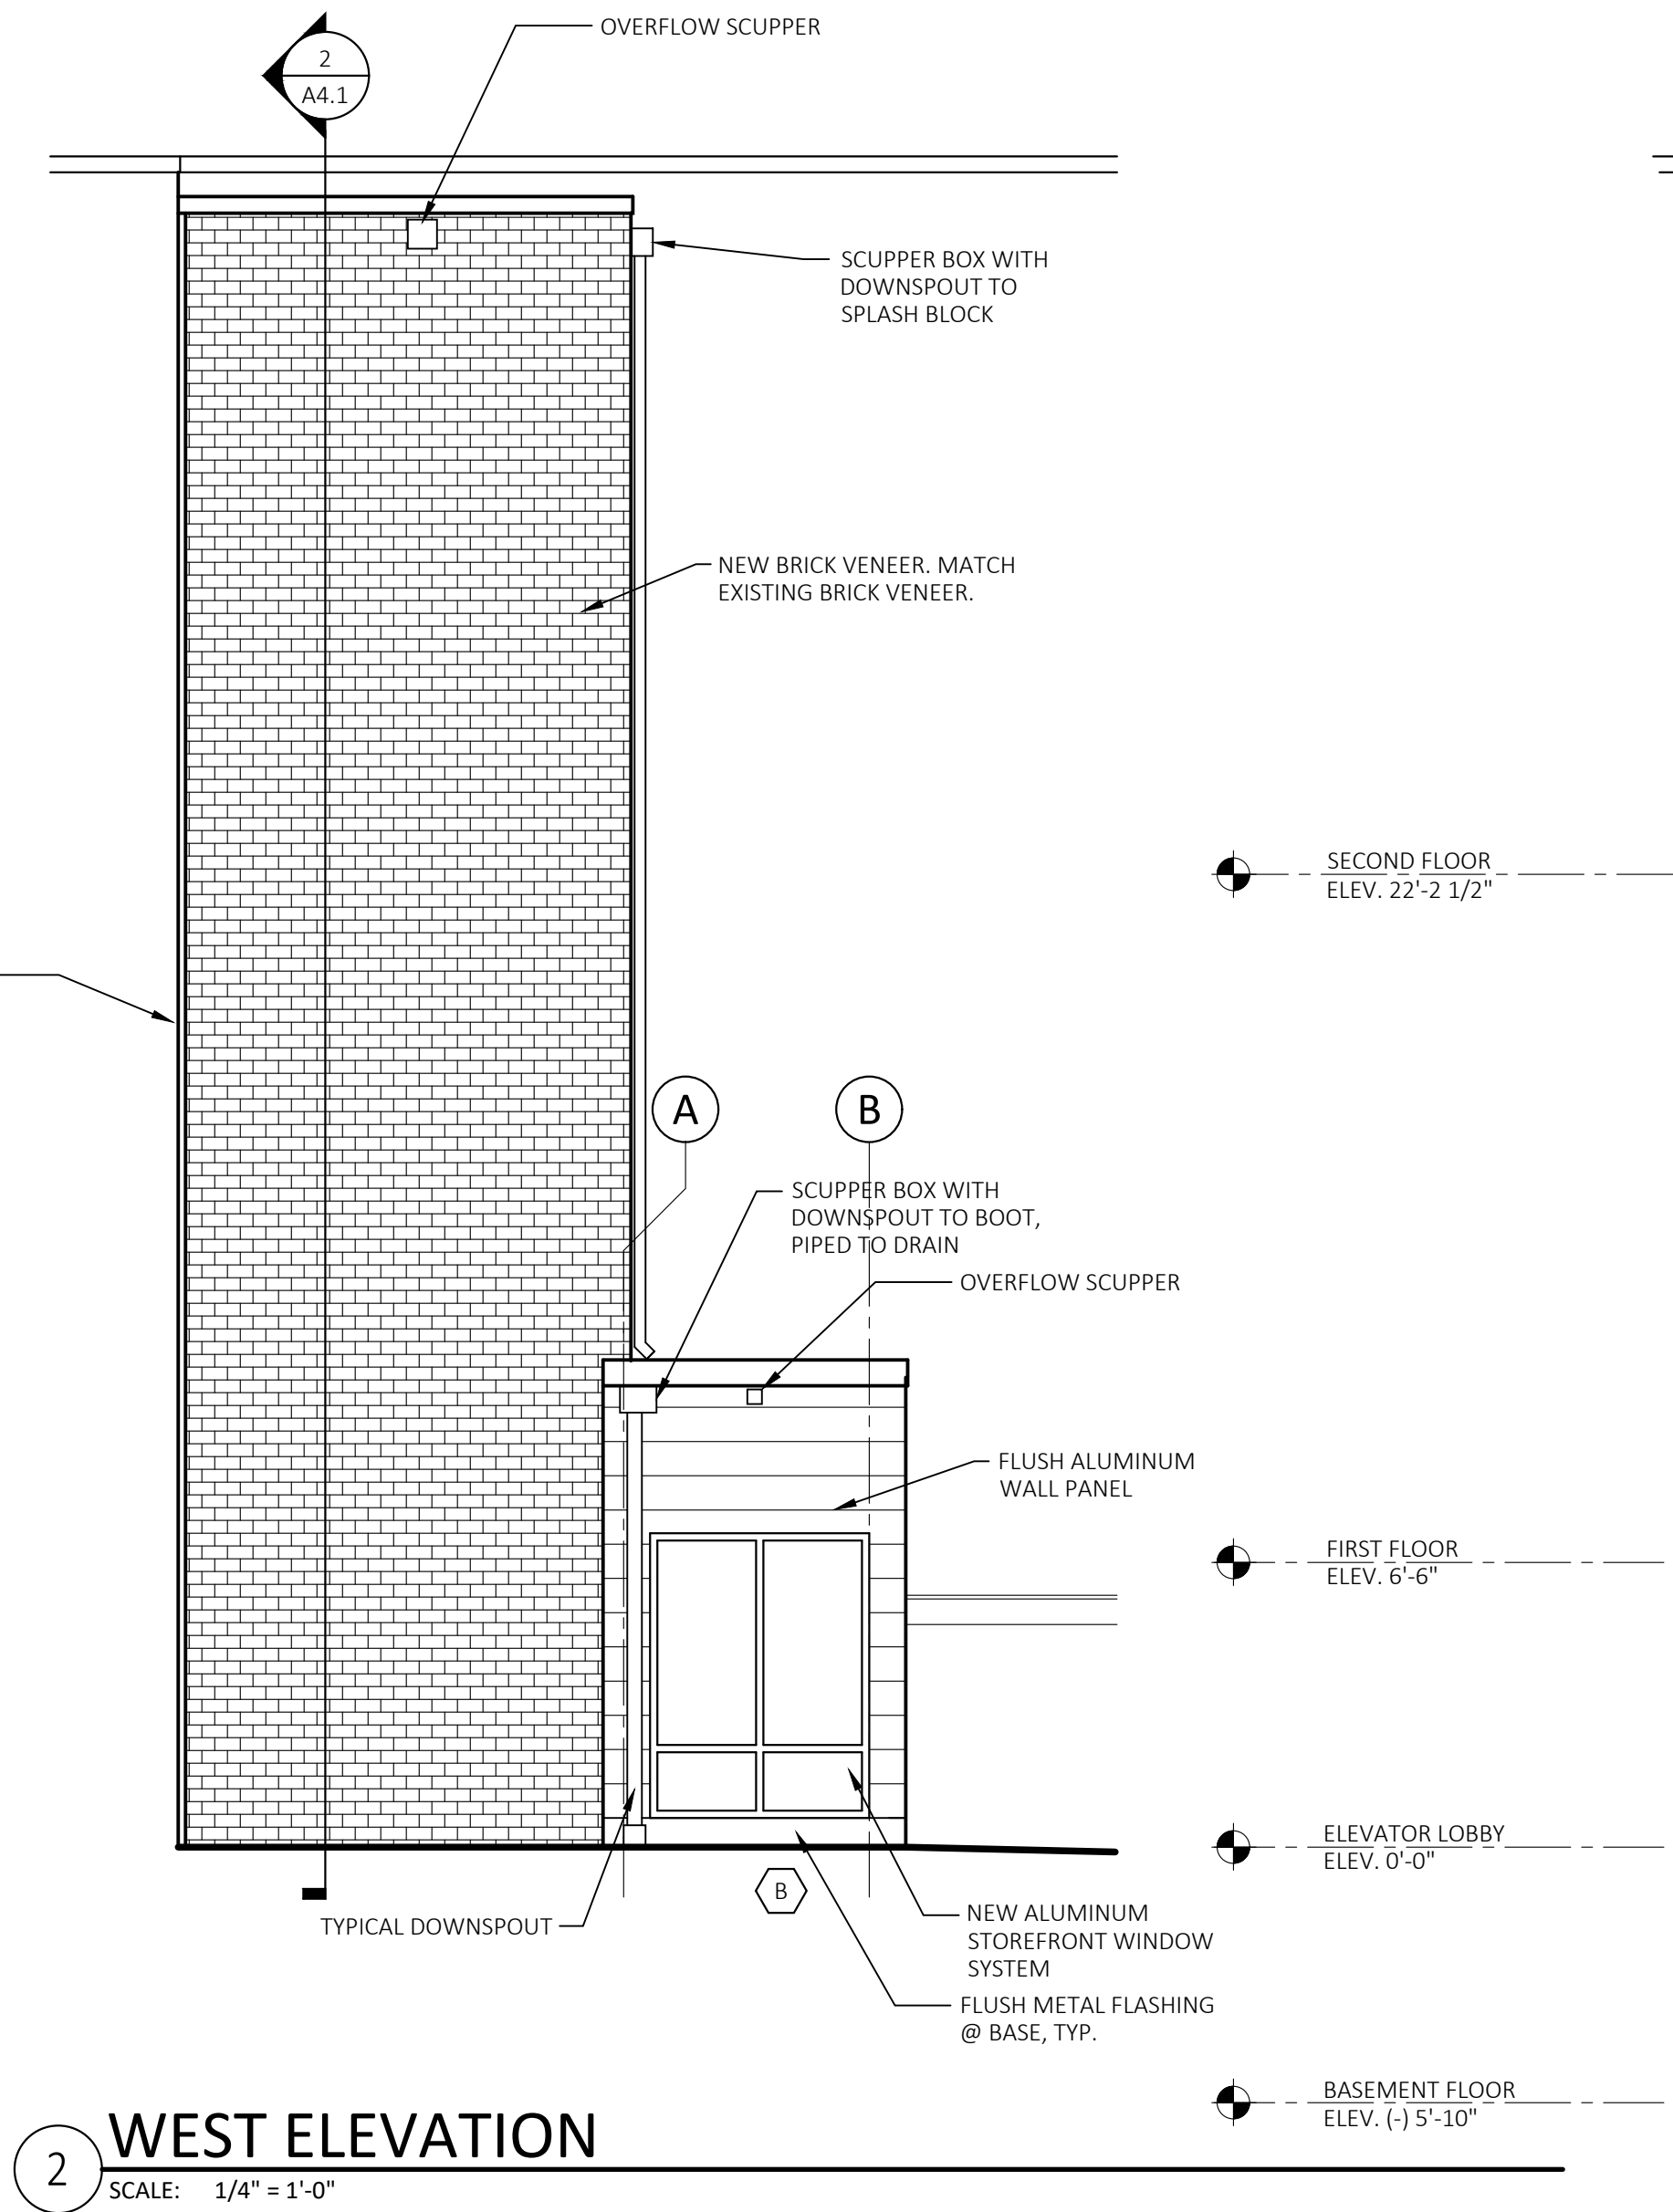 OVERFLOW SCUPPER
2
A4.1
SCUPPER BOX WITH
DOWNSPOUT TO
SPLASH BLOCK
NEW BRICK VENEER. MATCH
EXISTING BRICK VENEER.
SECOND FLOOR
ELEV. 22'-2 1/2"
A
B
SCUPPER BOX WITH
DOWNSPOUT TO BOOT,
PIPED TO DRAIN
OVERFLOW SCUPPER
FLUSH ALUMINUM
WALL PANEL
FIRST FLOOR
ELEV. 6'-6"
ELEVATOR LOBBY
ELEV. 0'-0"
B
TYPICAL DOWNSPOUT
NEW ALUMINUM
STOREFRONT WINDOW
SYSTEM
FLUSH METAL FLASHING
@ BASE, TYP.
BASEMENT FLOOR
ELEV. (-) 5'-10"
2
WEST ELEVATION
SCALE: 1/4" = 1'-0"